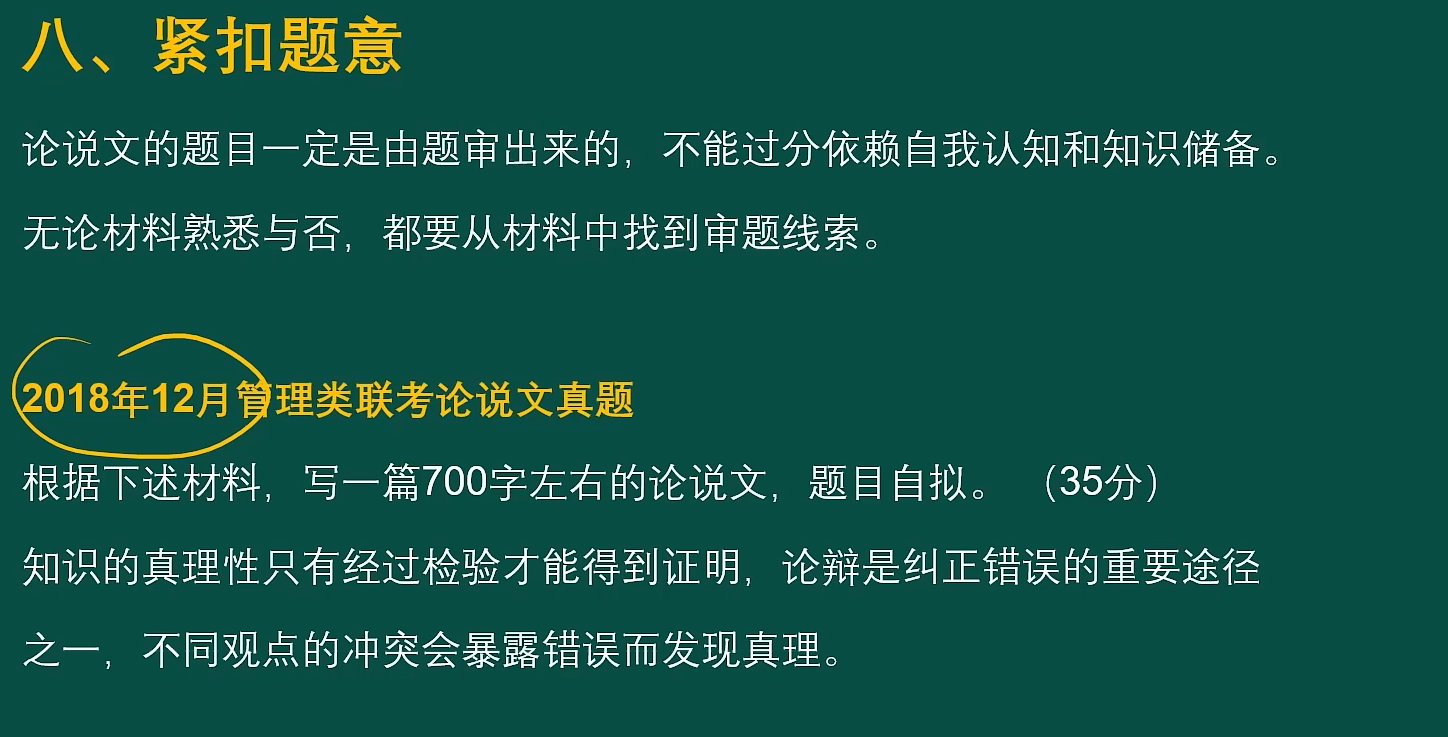 八、紧扣题意
论说文的题目一定是由题审出来的，不能过分依赖自我认知和知识储备。
无论材料熟悉与否，都要从材料中找到审题线索。
2018年12月管理类联考论说文真题
根据下述材料，写一篇700字左右的论说文，题目自拟。（35分）
知识的真理性只有经过检验才能得到证明，论辩是纠正错误的重要途径
之一，不同观点的冲突会暴露错误而发现真理。